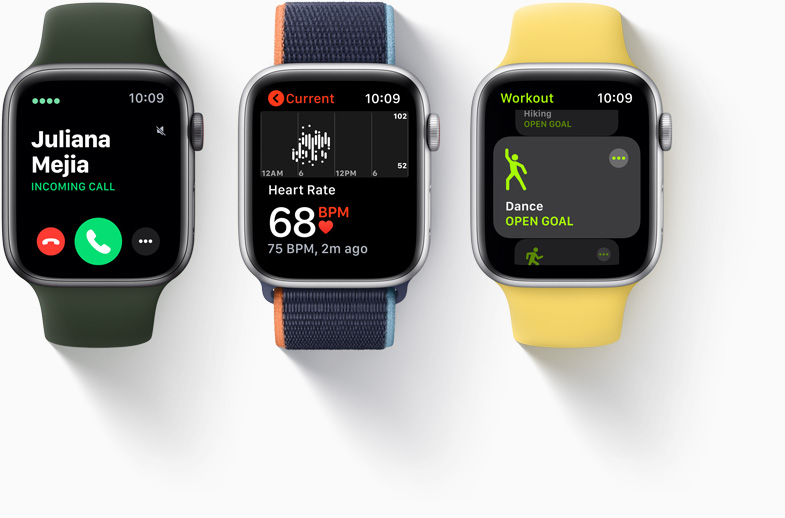 10:09
Juliana
Mejia
INCOMING CALL
Current 10:09
102
52
12AM 6 12PM 6
Heart Rate
68 BPM
75 BPM, 2m ago
Workout 10:09
Hiking
OPEN GOAL
Dance
OPEN GOAL